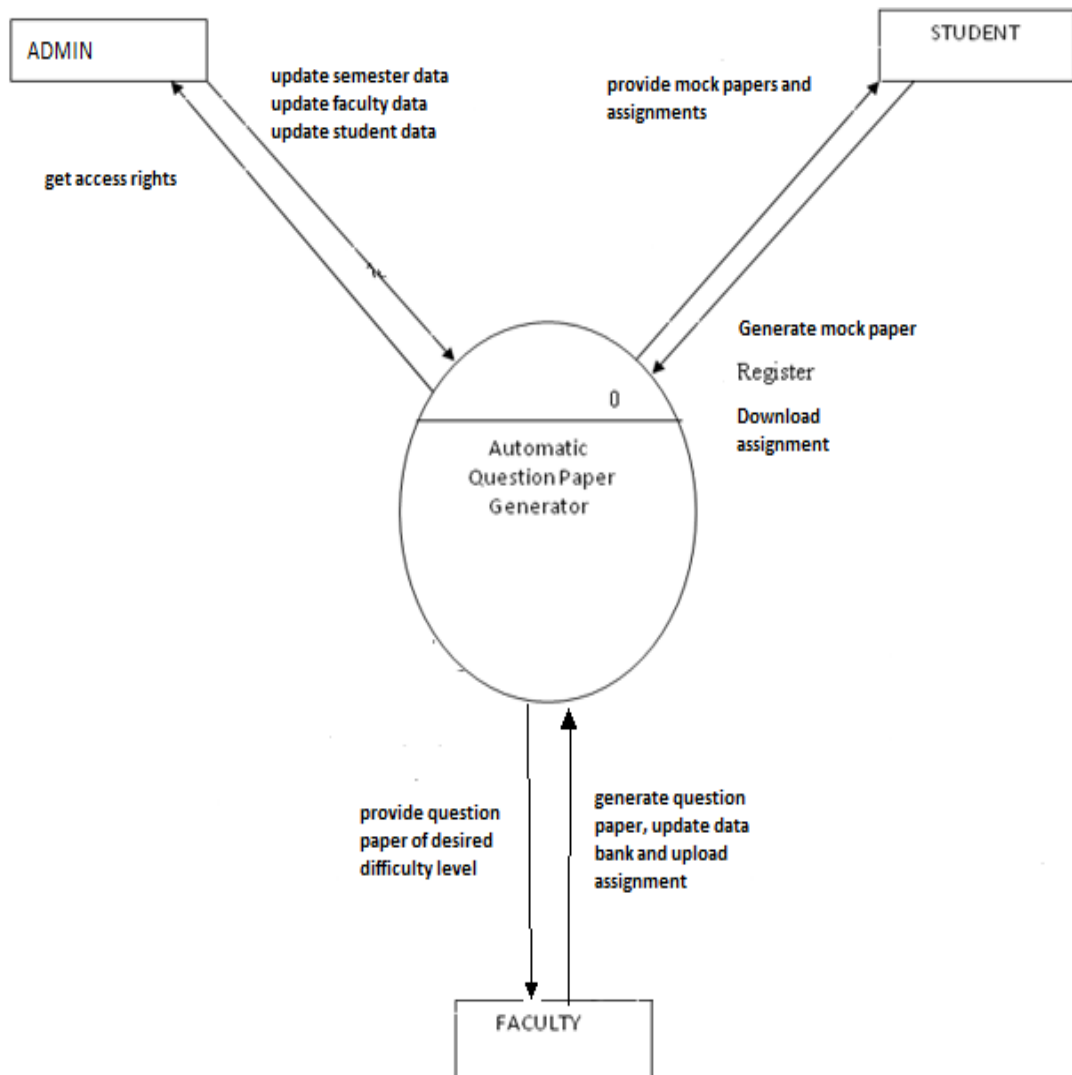 ADMIN
STUDENT
update semester data
update faculty data
update student data
provide mock papers and
assignments
get access rights
Generate mock paper
Register
Download
assignment
0
Automatic
Question Paper
Generator
provide question
paper of desired
difficulty level
generate question
paper, update data
bank and upload
assignment
FACULTY